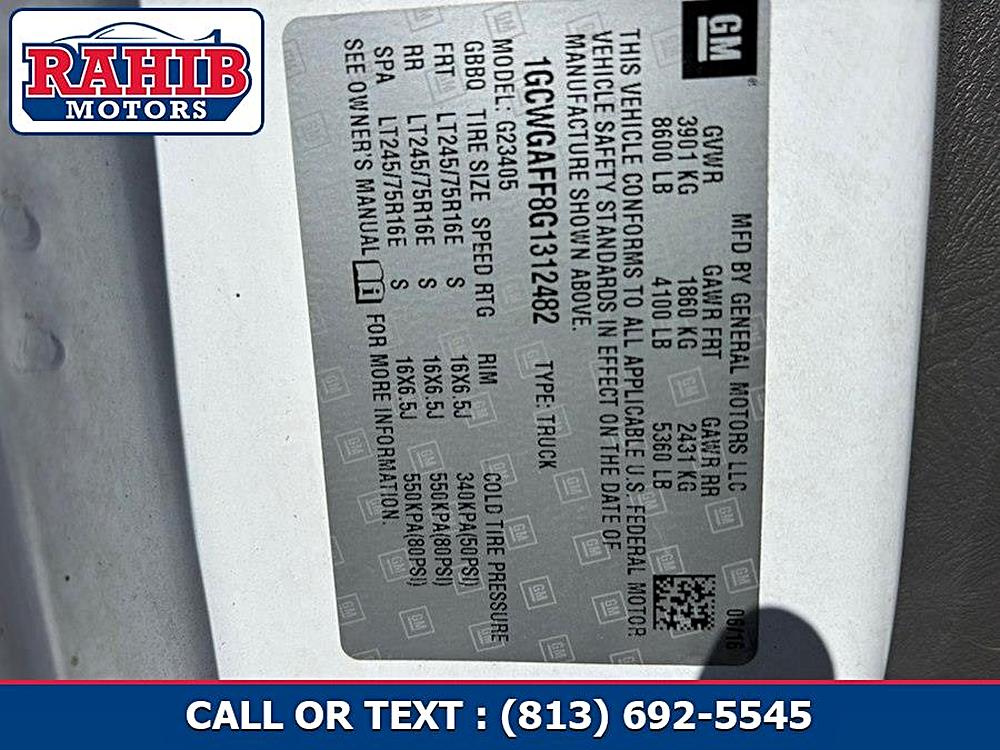 RAHIB
MOTORS
GM
MFD BY GENERAL MOTORS LLC 06/16
GVWR GAWR FRT GAWR RR
3901 KG 1860 KG 2431 KG
8600 LB 4100 LB 5360 LB
THIS VEHICLE CONFORMS TO ALL APPLICABLE U.S. FEDERAL MOTOR
VEHICLE SAFETY STANDARDS IN EFFECT ON THE DATE OF
MANUFACTURE SHOWN ABOVE.
1GCWGAFF8G1312482 TYPE: TRUCK
MODEL: G23405
GBBQ TIRE SIZE SPEED RTG RIM COLD TIRE PRESSURE
FRT LT245/75R16E S 16X6.5J 340KPA(50PSI)
RR LT245/75R16E S 16X6.5J 550KPA(80PSI)
SPA LT245/75R16E S 16X6.5J 550KPA(80PSI)
SEE OWNER'S MANUAL FOR MORE INFORMATION.
CALL OR TEXT : (813) 692-5545